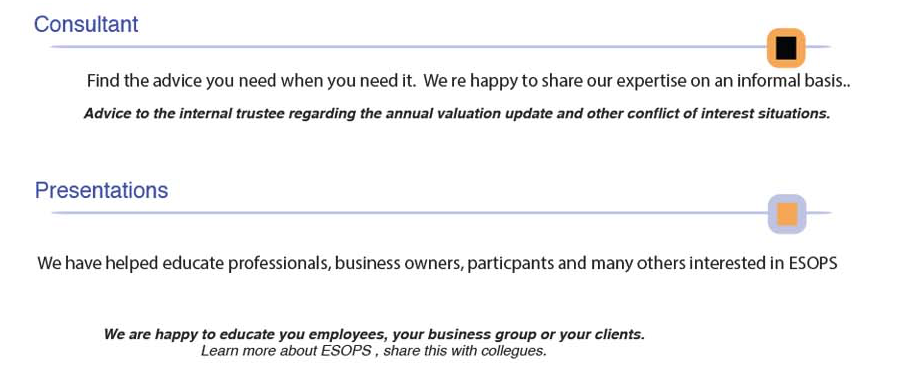 Consultant
Find the advice you need when you need it. We re happy to share our expertise on an informal basis..
Advice to the internal trustee regarding the annual valuation update and other conflict of interest situations.
Presentations
We have helped educate professionals, business owners, particpants and many others interested in ESOPS
We are happy to educate you employees, your business group or your clients.
Learn more about ESOPS , share this with collegues.